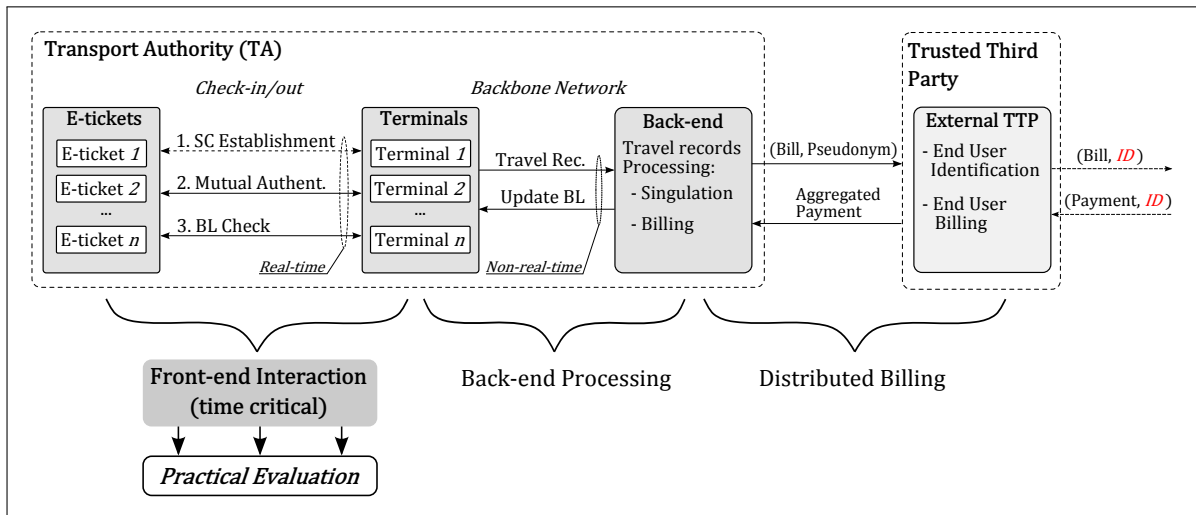 Transport Authority (TA)
Check-in/out
Backbone Network
E-tickets
E-ticket 1
E-ticket 2
...
E-ticket n
1. SC Establishment
2. Mutual Authent.
3. BL Check
Real-time
Terminals
Terminal 1
Terminal 2
...
Terminal n
Travel Rec.
Update BL
Non-real-time
Back-end
Travel records
Processing:
- Singulation
- Billing
(Bill, Pseudonym)
Aggregated
Payment
Trusted Third
Party
External TTP
- End User
Identification
- End User
Billing
(Bill, ID)
(Payment, ID)
Front-end Interaction
(time critical)
Back-end Processing
Distributed Billing
Practical Evaluation